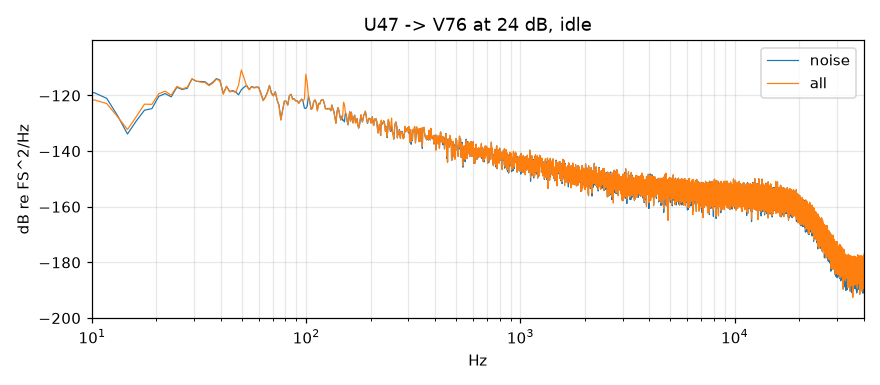 U47 -> V76 at 24 dB, idle
noise
all
dB re FS^2/Hz
−120
−140
−160
−180
−200
10^1
10^2
10^3
10^4
Hz